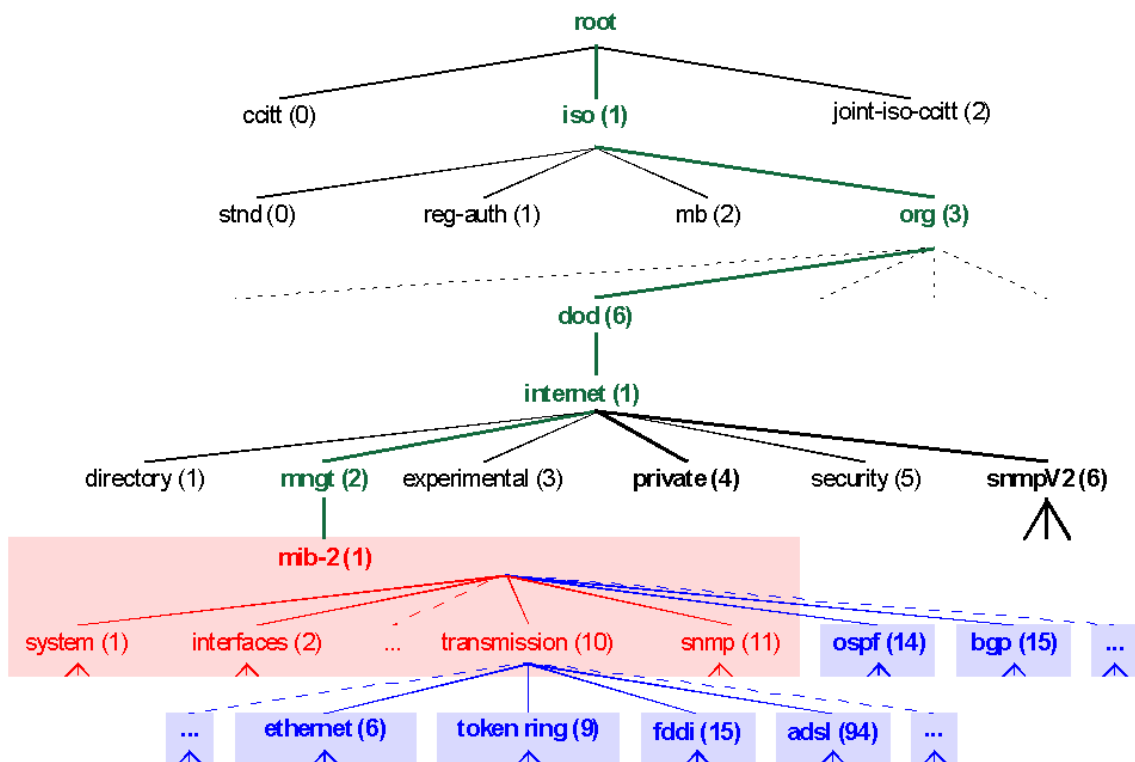 root
ccitt (0) iso (1) joint-iso-ccitt (2)
stnd (0) reg-auth (1) mb (2) org (3)
dod (6)
internet (1)
directory (1) mngt (2) experimental (3) private (4) security (5) snmpV2 (6)
mib-2 (1)
system (1) interfaces (2) ... transmission (10) snmp (11) ospf (14) bgp (15) ...
... ethernet (6) token ring (9) fddi (15) adsl (94) ...